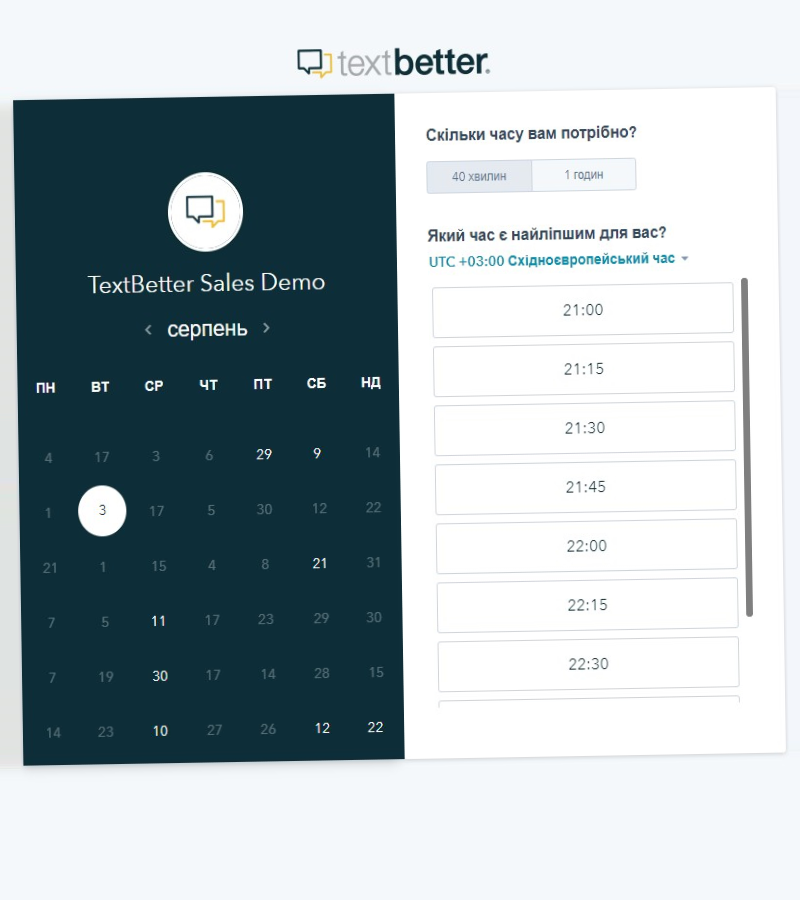 textbetter.
TextBetter Sales Demo
серпень
ПН ВТ СР ЧТ ПТ СБ НД
4 17 3 6 29 9 14
1 3 17 5 30 12 22
21 1 15 4 8 21 31
7 5 11 17 23 29 30
7 19 30 17 14 28 15
14 23 10 27 26 12 22
Скільки часу вам потрібно?
40 хвилин 1 годин
Який час є найліпшим для вас?
UTC +03:00 Східноєвропейський час
21:00
21:15
21:30
21:45
22:00
22:15
22:30